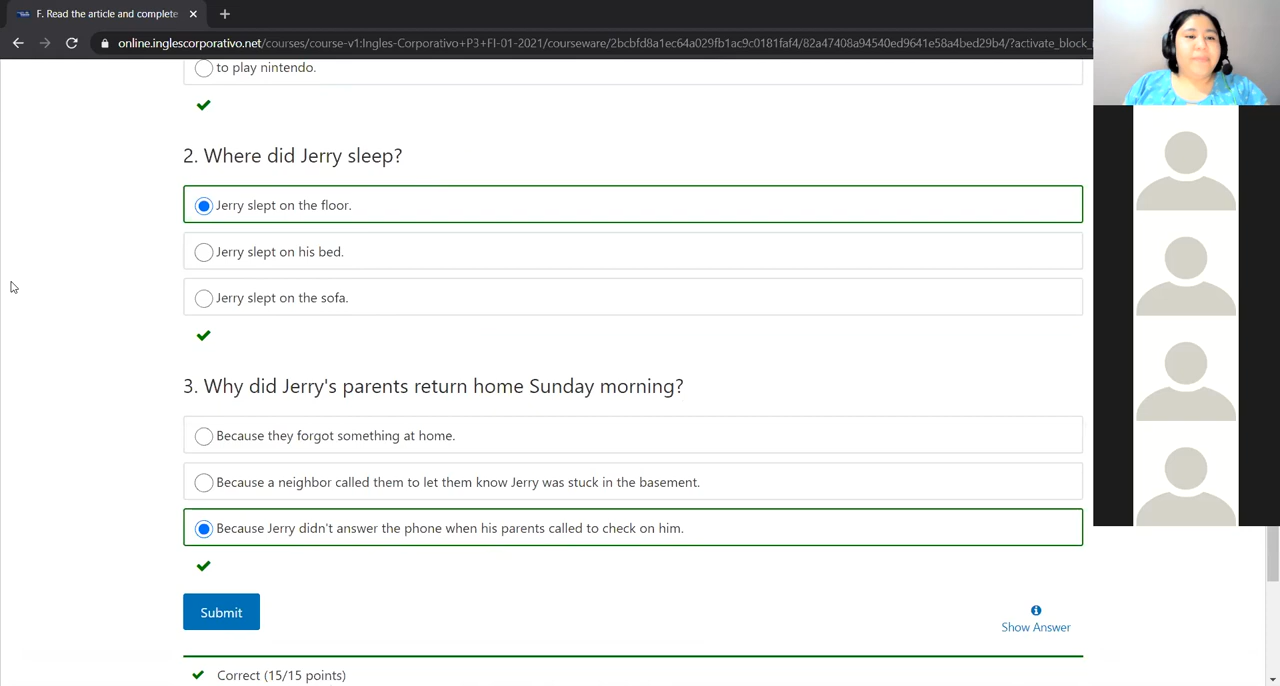 F. Read the article and complete
online.inglescorporativo.net/courses/course-v1:Ingles-Corporativo+P3+FI-01-2021/courseware/2bcbfd8a1ec64a029fb1ac9c0181faf4/82a47408a94540ed9641e58a4bed29b4/?activate_block_i
to play nintendo.
2. Where did Jerry sleep?
Jerry slept on the floor.
Jerry slept on his bed.
Jerry slept on the sofa.
3. Why did Jerry's parents return home Sunday morning?
Because they forgot something at home.
Because a neighbor called them to let them know Jerry was stuck in the basement.
Because Jerry didn't answer the phone when his parents called to check on him.
Submit
Show Answer
Correct (15/15 points)